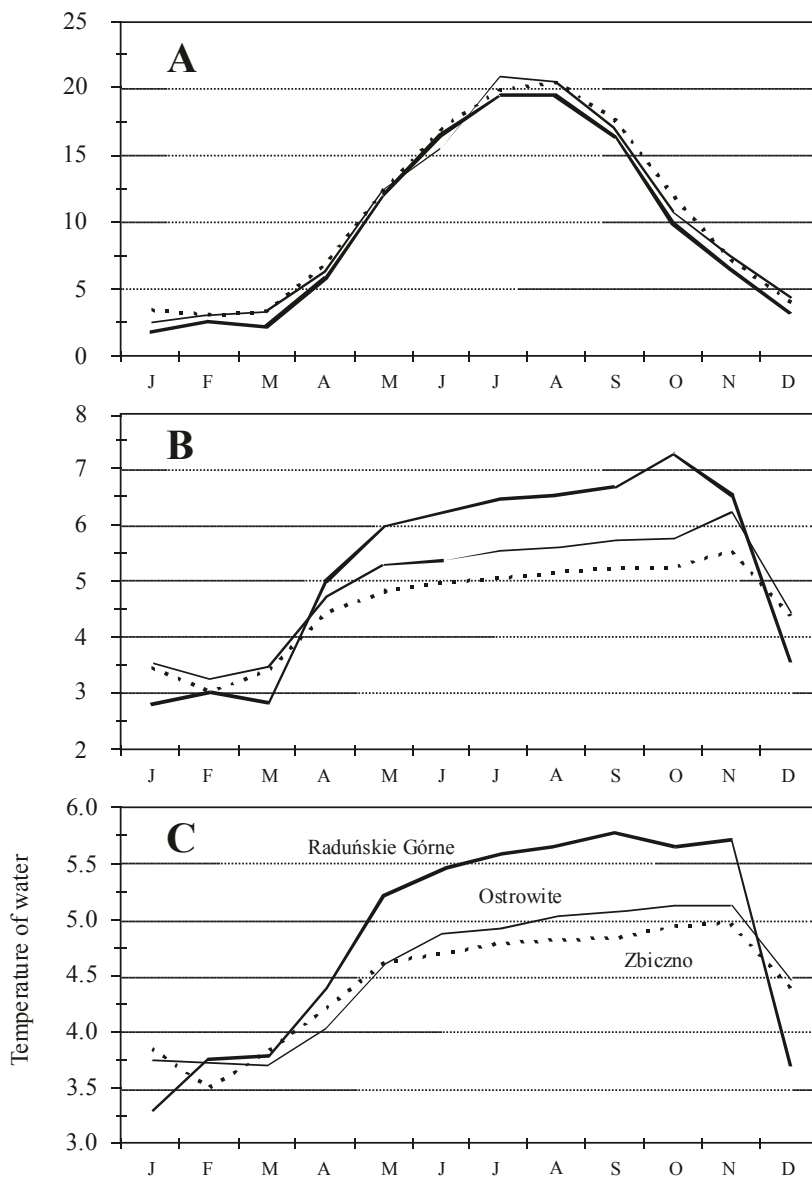 25
A
20
15
10
5
0
J F M A M J J A S O N D
8
B
7
6
5
4
3
2
J F M A M J J A S O N D
6.0
C
Raduńskie Górne
5.5
Ostrowite
5.0
Zbiczno
4.5
4.0
3.5
3.0
J F M A M J J A S O N D
Temperature of water